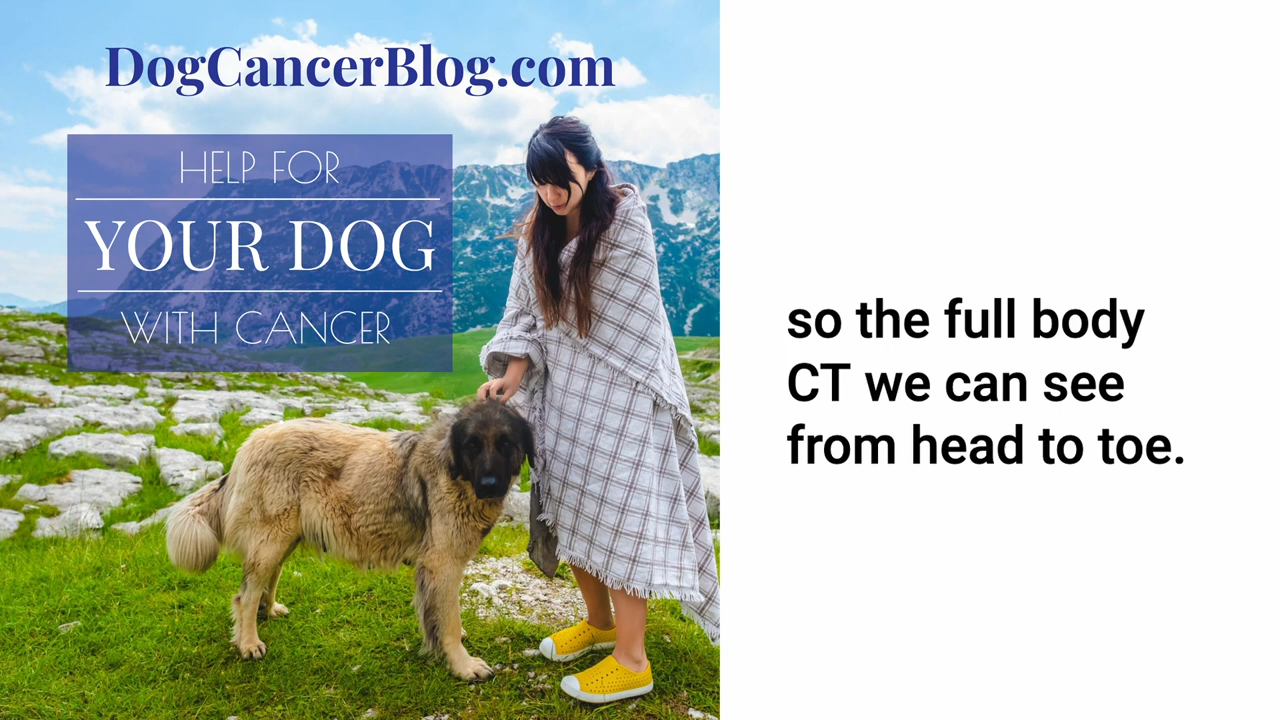 DogCancerBlog.com
HELP FOR
YOUR DOG
WITH CANCER
so the full body
CT we can see
from head to toe.